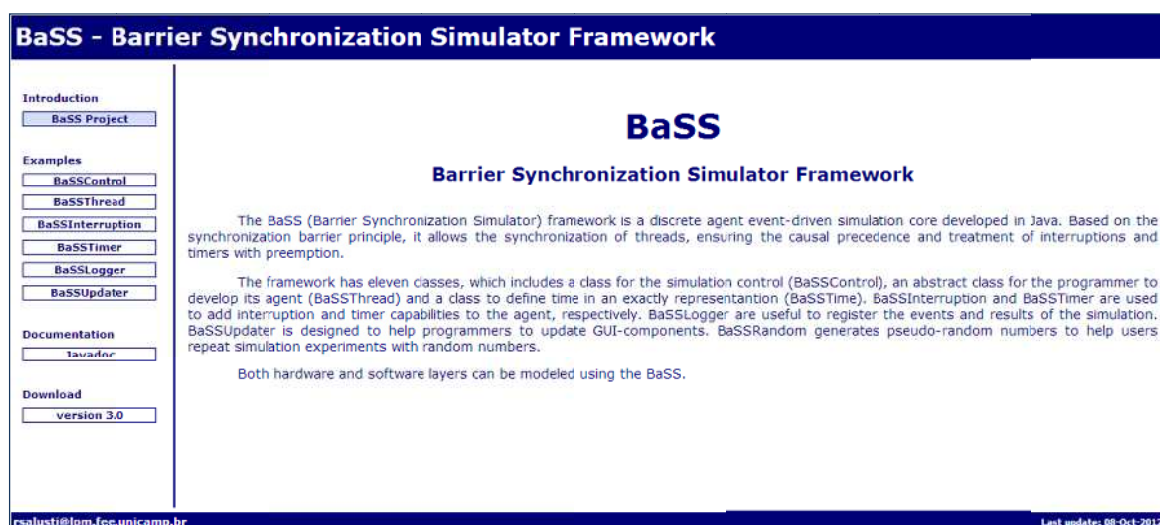 BaSS - Barrier Synchronization Simulator Framework
Introduction
BaSS Project
Examples
BaSSControl
BaSSThread
BaSSInterruption
BaSSTimer
BaSSLogger
BaSSUpdater
Documentation
Javadoc
Download
version 3.0
BaSS
Barrier Synchronization Simulator Framework
The BaSS (Barrier Synchronization Simulator) framework is a discrete agent event-driven simulation core developed in Java. Based on the
synchronization barrier principle, it allows the synchronization of threads, ensuring the causal precedence and treatment of interruptions and
timers with preemption.
The framework has eleven classes, which includes a class for the simulation control (BaSSControl), an abstract class for the programmer to
develop its agent (BaSSThread) and a class to define time in an exactly representantion (BaSSTime). BaSSInterruption and BaSSTimer are used
to add interruption and timer capabilities to the agent, respectively. BaSSLogger are useful to register the events and results of the simulation.
BaSSUpdater is designed to help programmers to update GUI-components. BaSSRandom generates pseudo-random numbers to help users
repeat simulation experiments with random numbers.
Both hardware and software layers can be modeled using the BaSS.
rsalusti@lpm.fee.unicamp.br
Last update: 08-Oct-2012